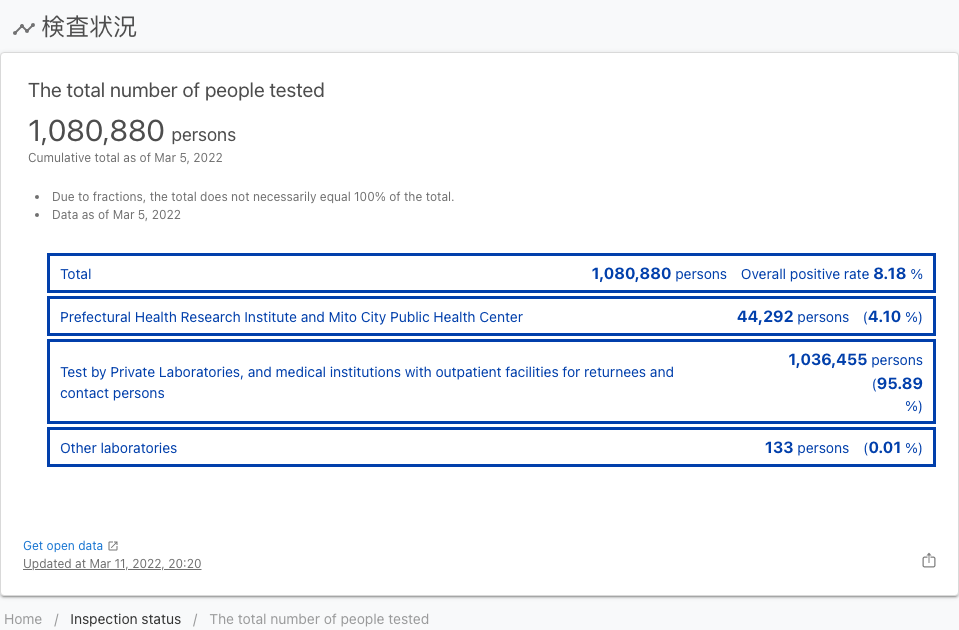 検査状況
The total number of people tested
1,080,880 persons
Cumulative total as of Mar 5, 2022
• Due to fractions, the total does not necessarily equal 100% of the total.
• Data as of Mar 5, 2022
Total 1,080,880 persons Overall positive rate 8.18 %
Prefectural Health Research Institute and Mito City Public Health Center 44,292 persons (4.10 %)
Test by Private Laboratories, and medical institutions with outpatient facilities for returnees and
contact persons
1,036,455 persons
(95.89
%)
Other laboratories 133 persons (0.01 %)
Get open data
Updated at Mar 11, 2022, 20:20
Home / Inspection status / The total number of people tested